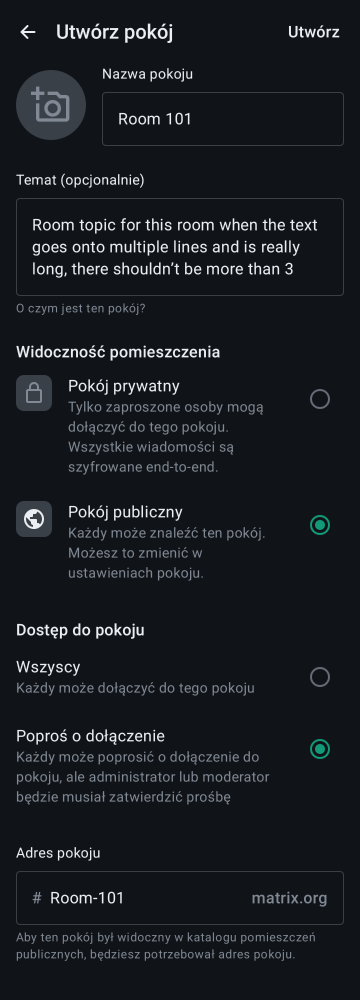 Utwórz pokój
Utwórz
Nazwa pokoju
Room 101
Temat (opcjonalnie)
Room topic for this room when the text
goes onto multiple lines and is really
long, there shouldn’t be more than 3
O czym jest ten pokój?
Widoczność pomieszczenia
Pokój prywatny
Tylko zaproszone osoby mogą
dołączyć do tego pokoju.
Wszystkie wiadomości są
szyfrowane end-to-end.
Pokój publiczny
Każdy może znaleźć ten pokój.
Możesz to zmienić w
ustawieniach pokoju.
Dostęp do pokoju
Wszyscy
Każdy może dołączyć do tego pokoju
Poproś o dołączenie
Każdy może poprosić o dołączenie do
pokoju, ale administrator lub moderator
będzie musiał zatwierdzić prośbę
Adres pokoju
# Room-101 matrix.org
Aby ten pokój był widoczny w katalogu pomieszczeń
publicznych, będziesz potrzebował adres pokoju.